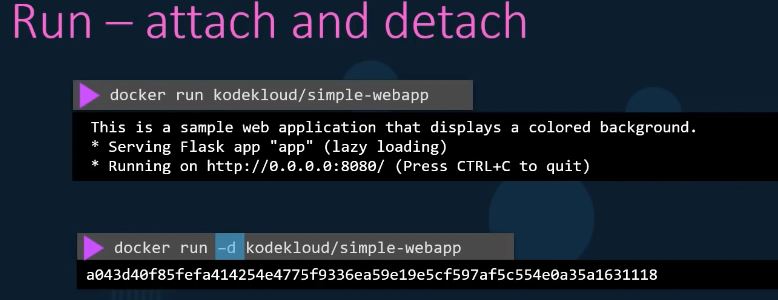 Run – attach and detach
docker run kodekloud/simple-webapp
This is a sample web application that displays a colored background.
* Serving Flask app "app" (lazy loading)
* Running on http://0.0.0.0:8080/ (Press CTRL+C to quit)
docker run –d kodekloud/simple-webapp
a043d40f85fefa414254e4775f9336ea59e19e5cf597af5c554e0a35a1631118